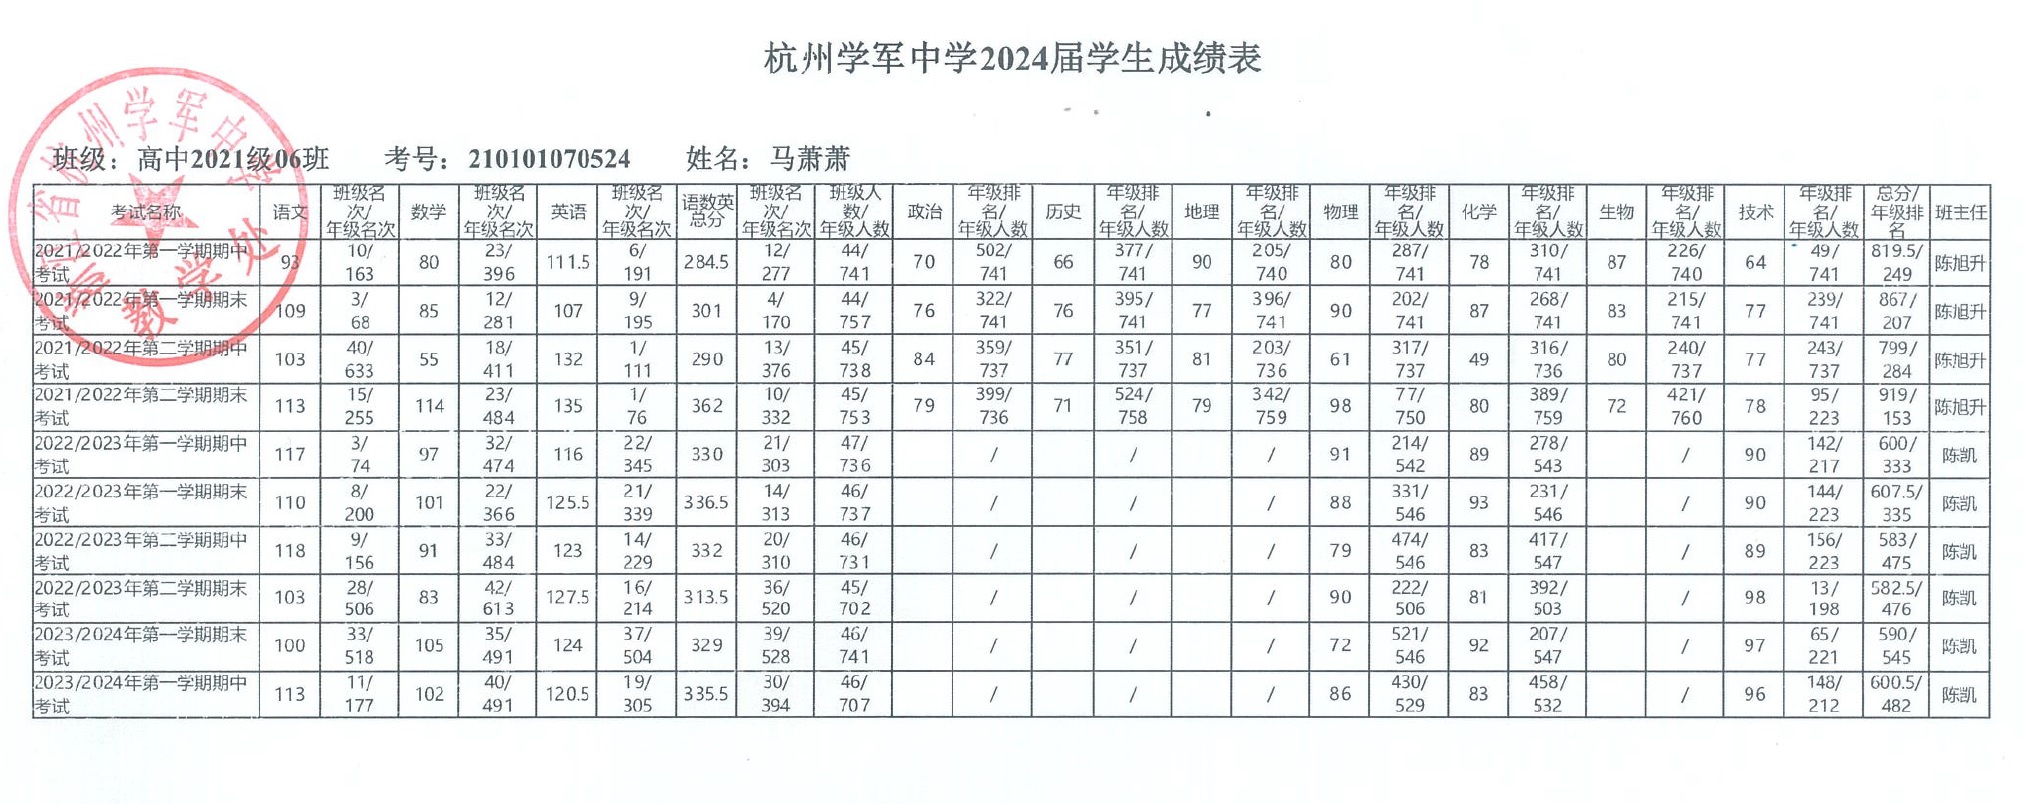 杭州学军中学2024届学生成绩表
班级：高中2021级06班 考号：210101070524 姓名：马萧萧
考试名称 语文 班级名次/年级名次 数学 班级名次/年级名次 英语 班级名次/年级名次 语数英总分 班级名次/年级名次 班级人数/年级人数 政治 年级排名/年级人数 历史 年级排名/年级人数 地理 年级排名/年级人数 物理 年级排名/年级人数 化学 年级排名/年级人数 生物 年级排名/年级人数 技术 年级排名/年级人数 总分/年级排名 班主任
2021/2022年第一学期期中考试 93 10/163 80 23/396 111.5 6/191 284.5 12/277 44/741 70 502/741 66 377/741 90 205/740 80 287/741 78 310/741 87 226/740 64 49/741 819.5/249 陈旭升
2021/2022年第一学期期末考试 109 3/68 85 12/281 107 9/195 301 4/170 44/757 76 322/741 76 395/741 77 396/741 90 202/741 87 268/741 83 215/741 77 239/741 867/207 陈旭升
2021/2022年第二学期期中考试 103 40/633 55 18/411 132 1/111 290 13/376 45/738 84 359/737 77 351/737 81 203/736 61 317/737 49 316/736 80 240/737 77 243/737 799/284 陈旭升
2021/2022年第二学期期末考试 113 15/255 114 23/484 135 1/76 362 10/332 45/753 79 399/736 71 524/758 79 342/759 98 77/750 80 389/759 72 421/760 78 95/223 919/153 陈旭升
2022/2023年第一学期期中考试 117 3/74 97 32/474 116 22/345 330 21/303 47/736 / / / 91 214/542 89 278/543 / 90 142/217 600/333 陈凯
2022/2023年第一学期期末考试 110 8/200 101 22/366 125.5 21/339 336.5 14/313 46/737 / / / 88 331/546 93 231/546 / 90 144/223 607.5/335 陈凯
2022/2023年第二学期期中考试 118 9/156 91 33/484 123 14/229 332 20/310 46/731 / / / 79 474/546 83 417/547 / 89 156/223 583/475 陈凯
2022/2023年第二学期期末考试 103 28/506 83 42/613 127.5 16/214 313.5 36/520 45/702 / / / 90 222/506 81 392/503 / 98 13/198 582.5/476 陈凯
2023/2024年第一学期期末考试 100 33/518 105 35/491 124 37/504 329 39/528 46/741 / / / 72 521/546 92 207/547 / 97 65/221 590/545 陈凯
2023/2024年第一学期期中考试 113 11/177 102 40/491 120.5 19/305 335.5 30/394 46/707 / / / 86 430/529 83 458/532 / 96 148/212 600.5/482 陈凯
省杭州学军中学
教学处